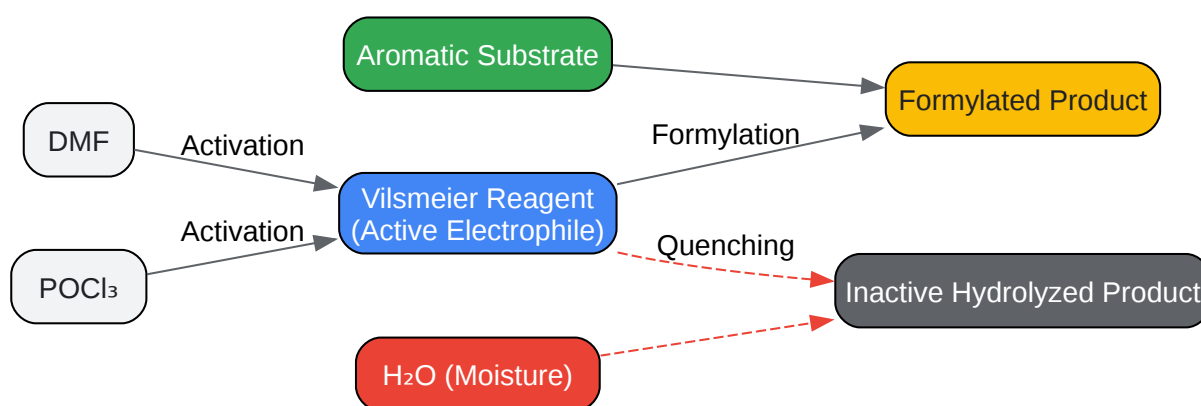 Aromatic Substrate
Formylated Product
DMF
Activation
Formylation
Vilsmeier Reagent
(Active Electrophile)
Activation
Quenching
POCl₃
Inactive Hydrolyzed Product
H₂O (Moisture)